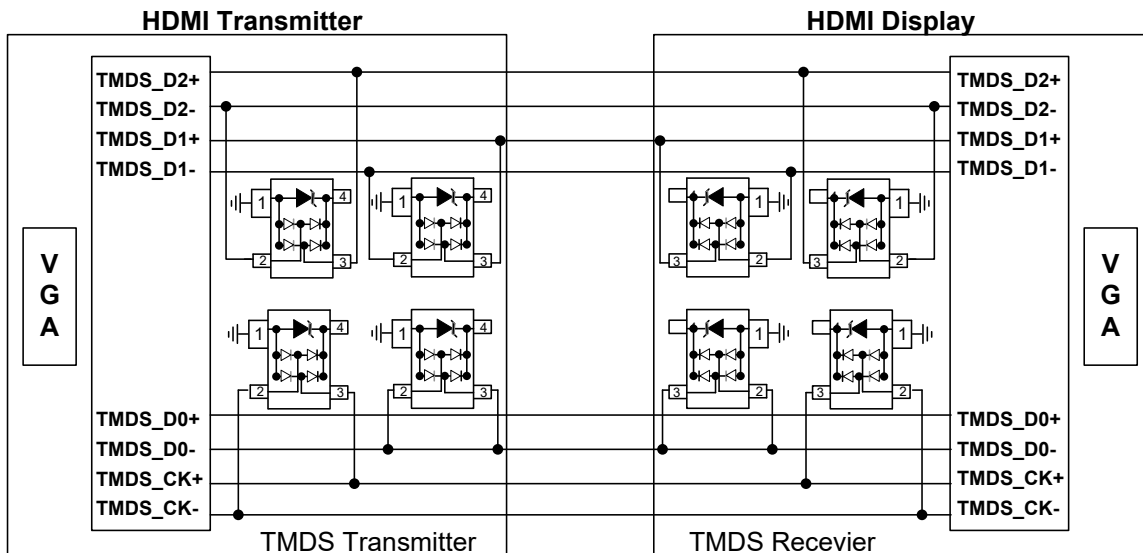 HDMI Transmitter
HDMI Display
TMDS_D2+
TMDS_D2-
TMDS_D1+
TMDS_D1-
TMDS_D2+
TMDS_D2-
TMDS_D1+
TMDS_D1-
1 4
2 3
1 4
2 3
1
3 2
1
3 2
V
G
A
V
G
A
1 4
2 3
1 4
2 3
1
3 2
1
3 2
TMDS_D0+
TMDS_D0-
TMDS_CK+
TMDS_CK-
TMDS_D0+
TMDS_D0-
TMDS_CK+
TMDS_CK-
TMDS Transmitter
TMDS Recevier